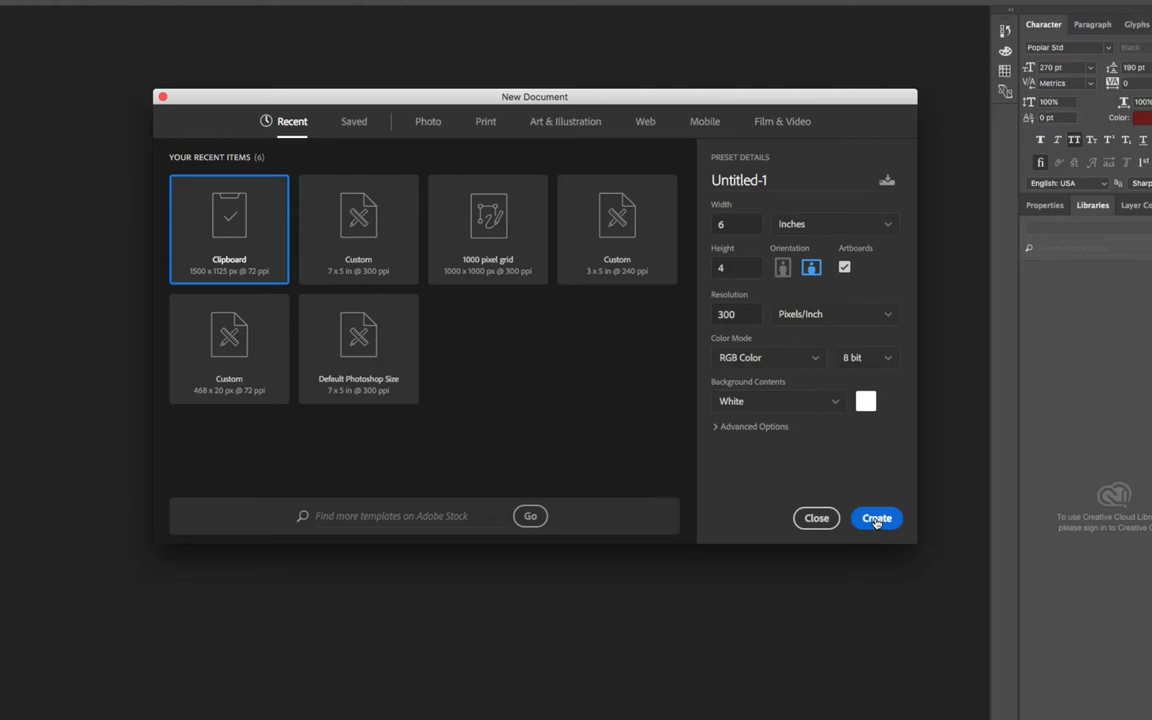 New Document
Recent
Saved
Photo
Print
Art & Illustration
Web
Mobile
Film & Video
YOUR RECENT ITEMS (6)
Clipboard
1500 x 1125 px @ 72 ppi
Custom
7 x 5 in @ 300 ppi
1000 pixel grid
1000 x 1000 px @ 300 ppi
Custom
3 x 5 in @ 240 ppi
Custom
468 x 20 px @ 72 ppi
Default Photoshop Size
7 x 5 in @ 300 ppi
Find more templates on Adobe Stock
Go
PRESET DETAILS
Untitled-1
Width
6
Inches
Height
Orientation
Artboards
4
Resolution
300
Pixels/Inch
Color Mode
RGB Color
8 bit
Background Contents
White
Advanced Options
Close
Create
Character
Paragraph
Glyphs
Poplar Std
Black
270 pt
190 pt
Metrics
0
100%
100%
0 pt
Color:
English: USA
Sharp
Properties
Libraries
Layer Co
To use Creative Cloud Libr
please sign in to Creative C